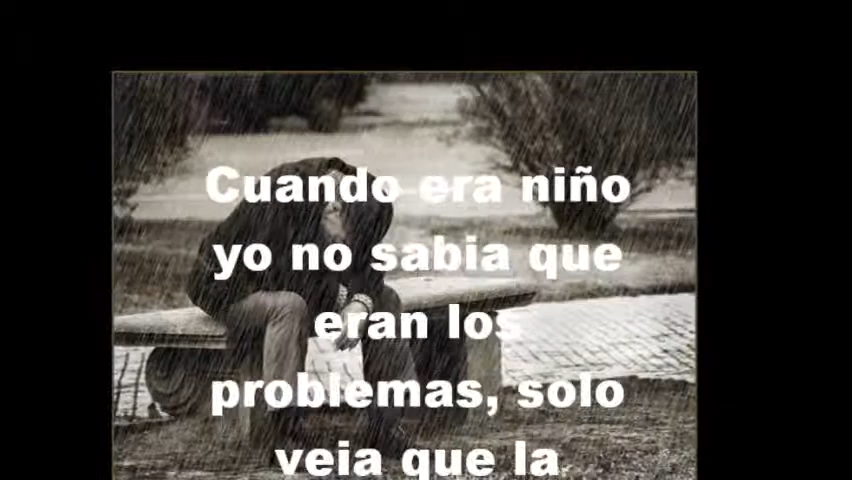 Cuando era niño
yo no sabia que
eran los
problemas, solo
veia que la